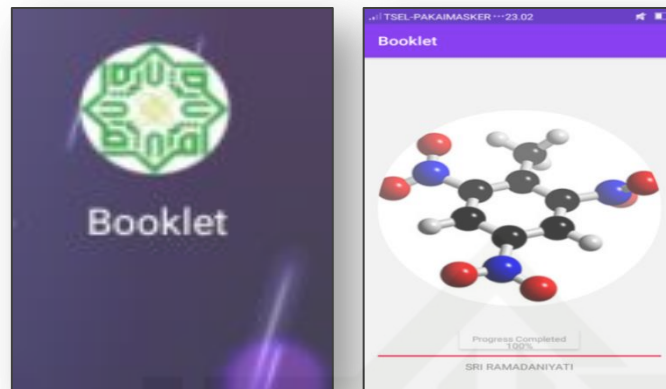 Booklet
TSEL-PAKAIMASKER
23.02
Booklet
Progress Completed
100%
SRI RAMADANIYATI